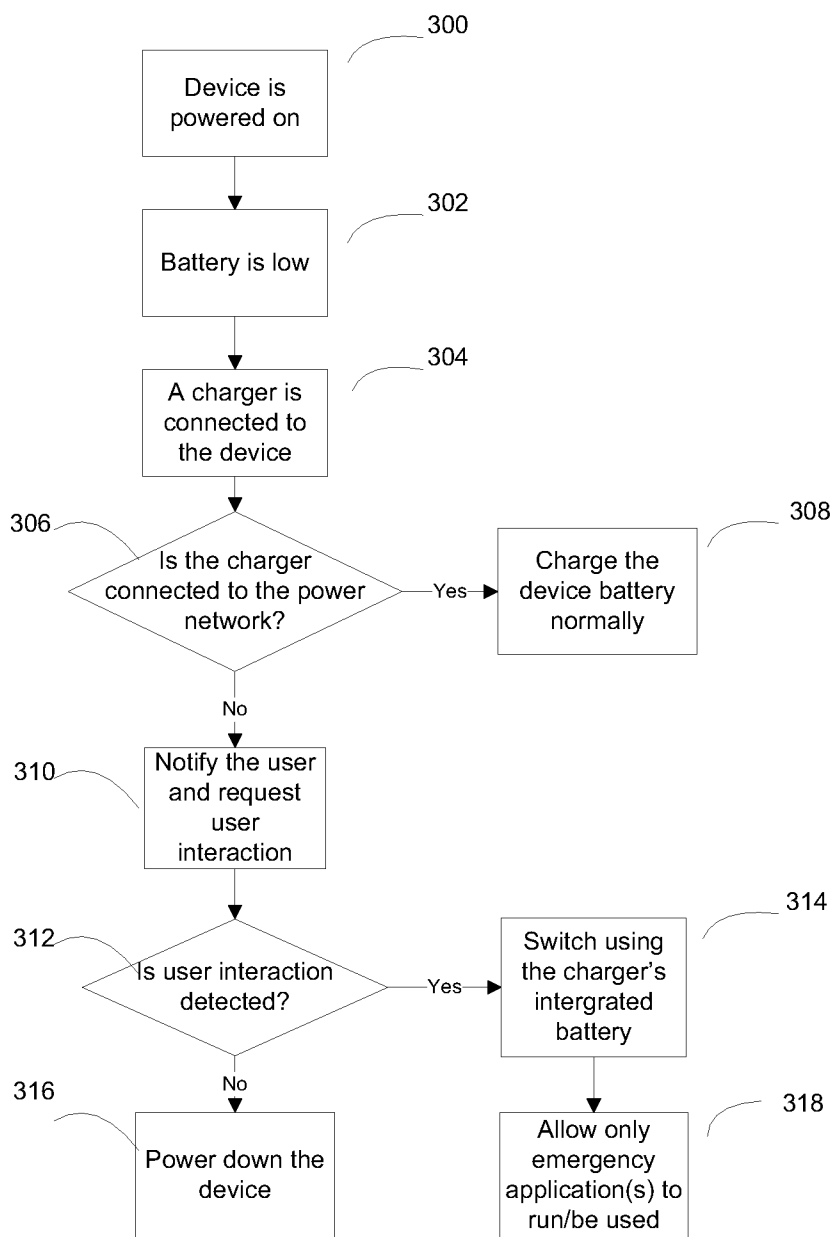 300
Device is
powered on
302
Battery is low
304
A charger is
connected to
the device
306
Is the charger
connected to the power
network?
Yes
308
Charge the
device battery
normally
No
310
Notify the user
and request
user
interaction
312
Is user interaction
detected?
Yes
314
Switch using
the charger's
intergrated
battery
No
316
Power down the
device
318
Allow only
emergency
application(s) to
run/be used